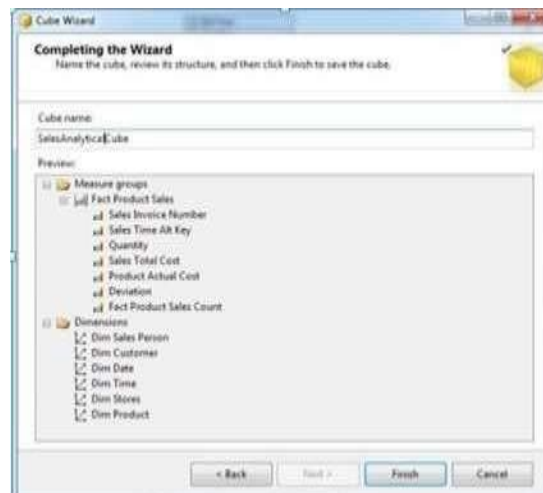 Cube Wizard
Completing the Wizard
Name the cube, review its structure, and then click Finish to save the cube.
Cube name:
SalesAnalyticalCube
Preview:
Measure groups
Fact Product Sales
Sales Invoice Number
Sales Time Alt Key
Quantity
Sales Total Cost
Product Actual Cost
Deviation
Fact Product Sales Count
Dimensions
Dim Sales Person
Dim Customer
Dim Date
Dim Time
Dim Stores
Dim Product
< Back
Next >
Finish
Cancel